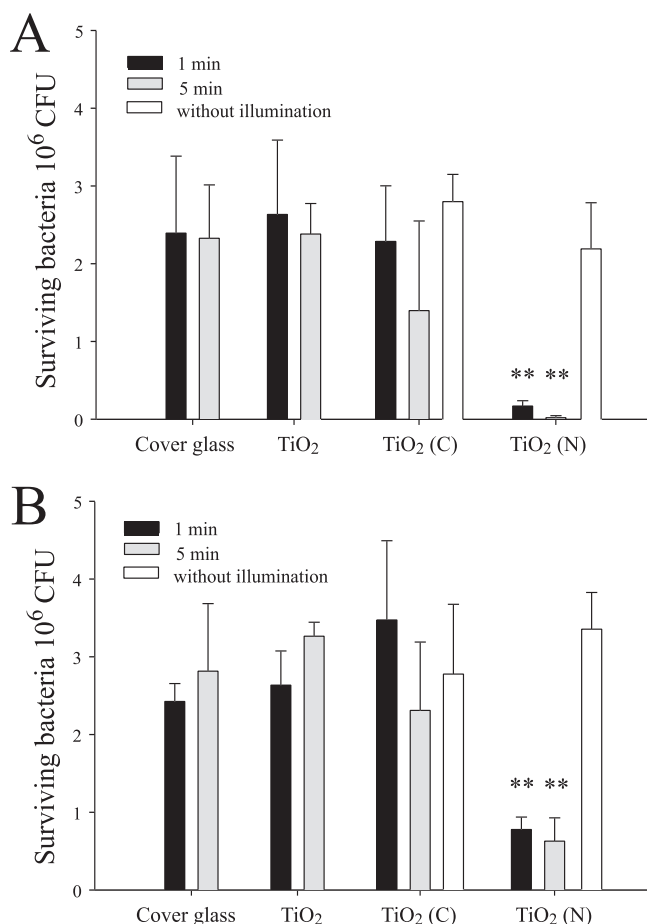 A
Surviving bacteria 10⁶ CFU
5
4
3
2
1
0
1 min
5 min
without illumination
** **
Cover glass TiO₂ TiO₂ (C) TiO₂ (N)
B
Surviving bacteria 10⁶ CFU
5
4
3
2
1
0
1 min
5 min
without illumination
** **
Cover glass TiO₂ TiO₂ (C) TiO₂ (N)